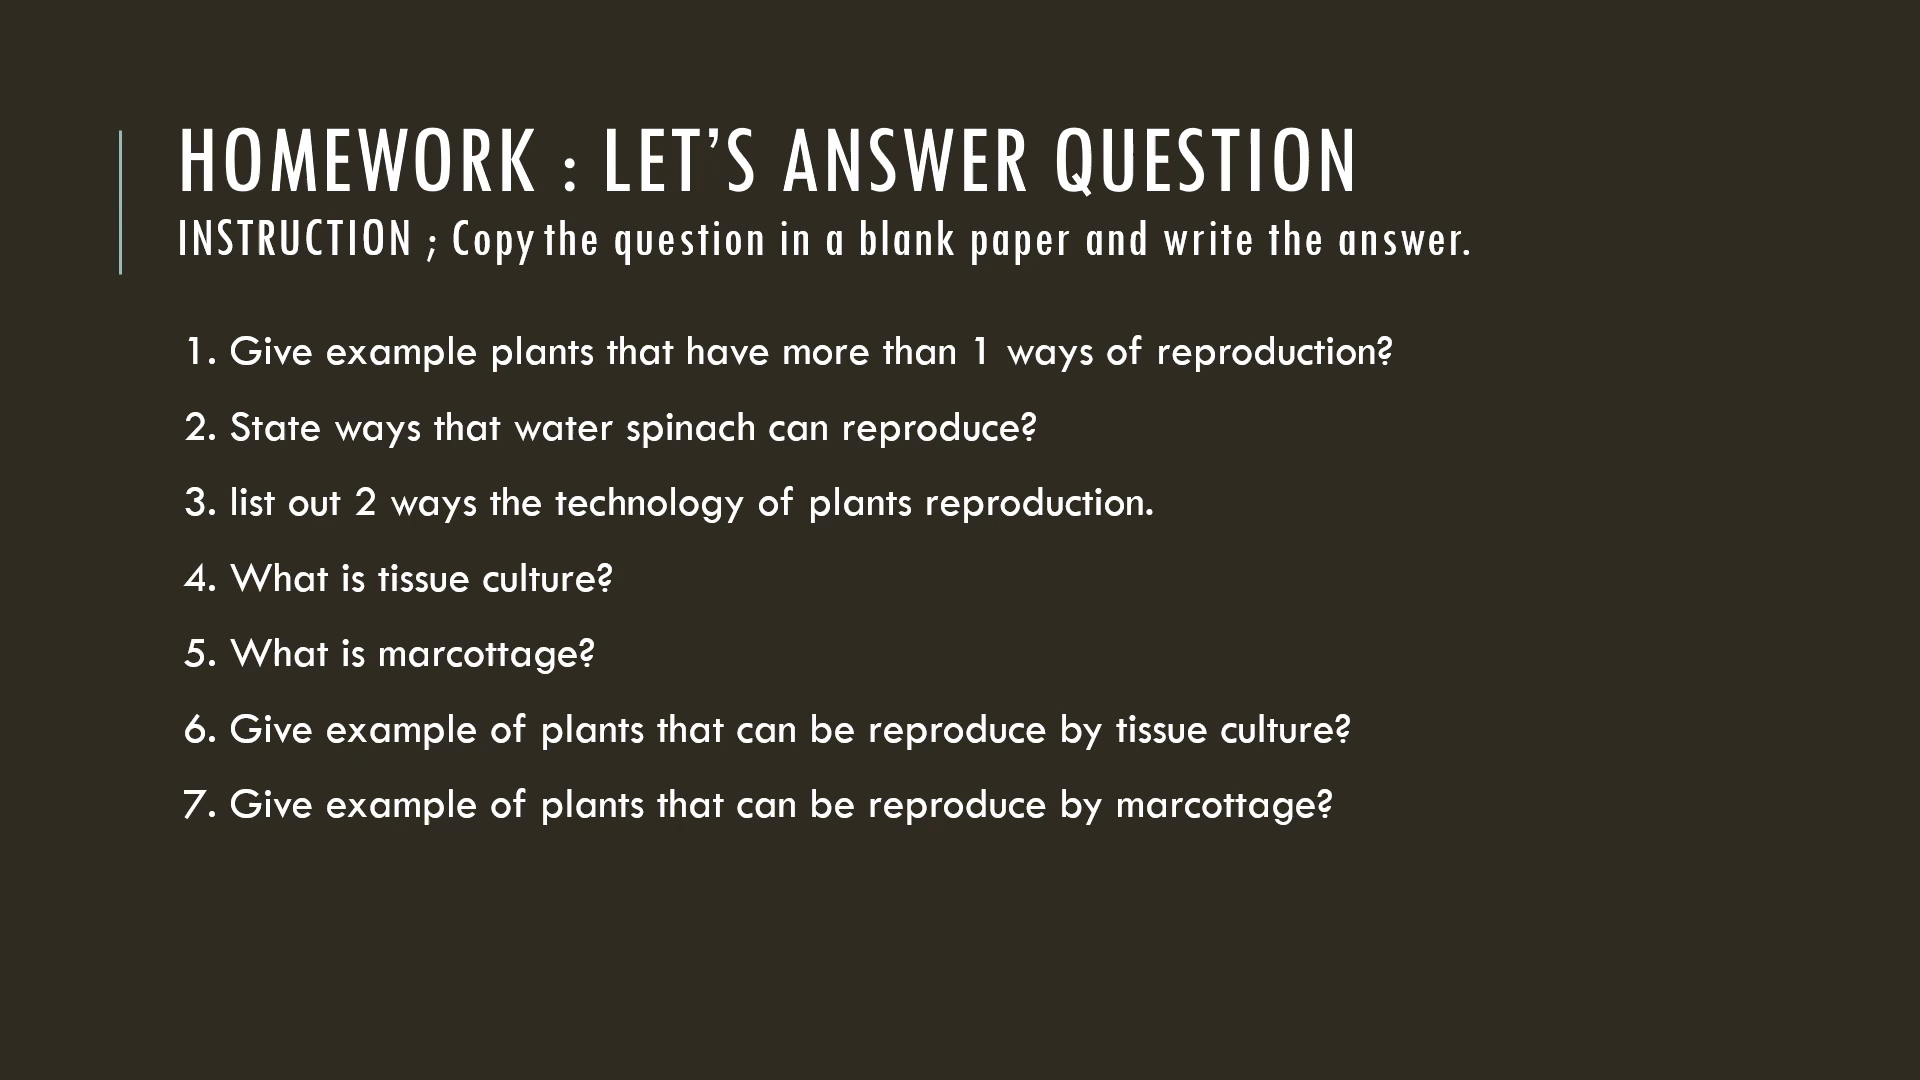 HOMEWORK : LET’S ANSWER QUESTION
INSTRUCTION ; Copy the question in a blank paper and write the answer.
1. Give example plants that have more than 1 ways of reproduction?
2. State ways that water spinach can reproduce?
3. list out 2 ways the technology of plants reproduction.
4. What is tissue culture?
5. What is marcottage?
6. Give example of plants that can be reproduce by tissue culture?
7. Give example of plants that can be reproduce by marcottage?